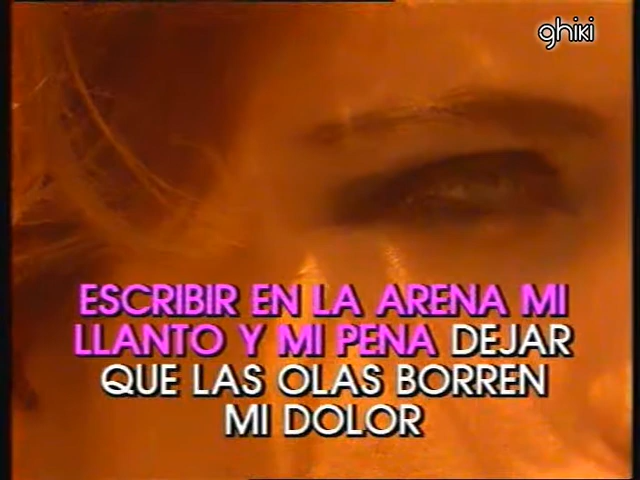 ghiki
ESCRIBIR EN LA ARENA MI
LLANTO Y MI PENA DEJAR
QUE LAS OLAS BORREN
MI DOLOR